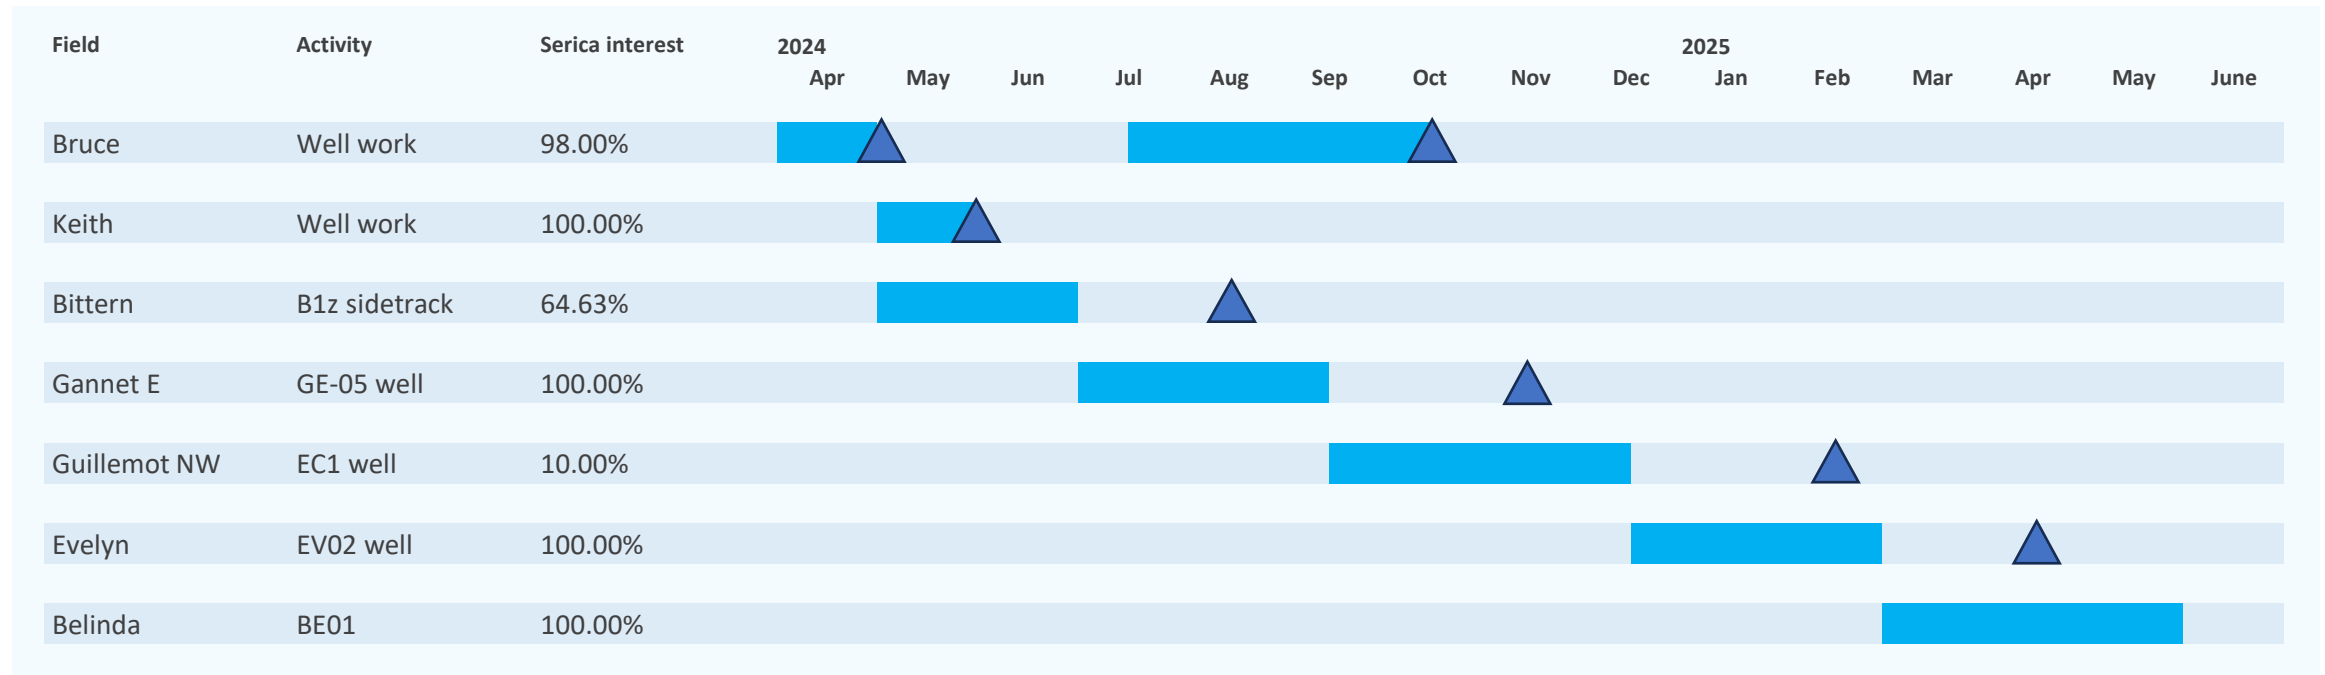 Field Activity Serica interest 2024 2025
Apr May Jun Jul Aug Sep Oct Nov Dec Jan Feb Mar Apr May June
Bruce Well work 98.00%
Keith Well work 100.00%
Bittern B1z sidetrack 64.63%
Gannet E GE-05 well 100.00%
Guillemot NW EC1 well 10.00%
Evelyn EV02 well 100.00%
Belinda BE01 100.00%